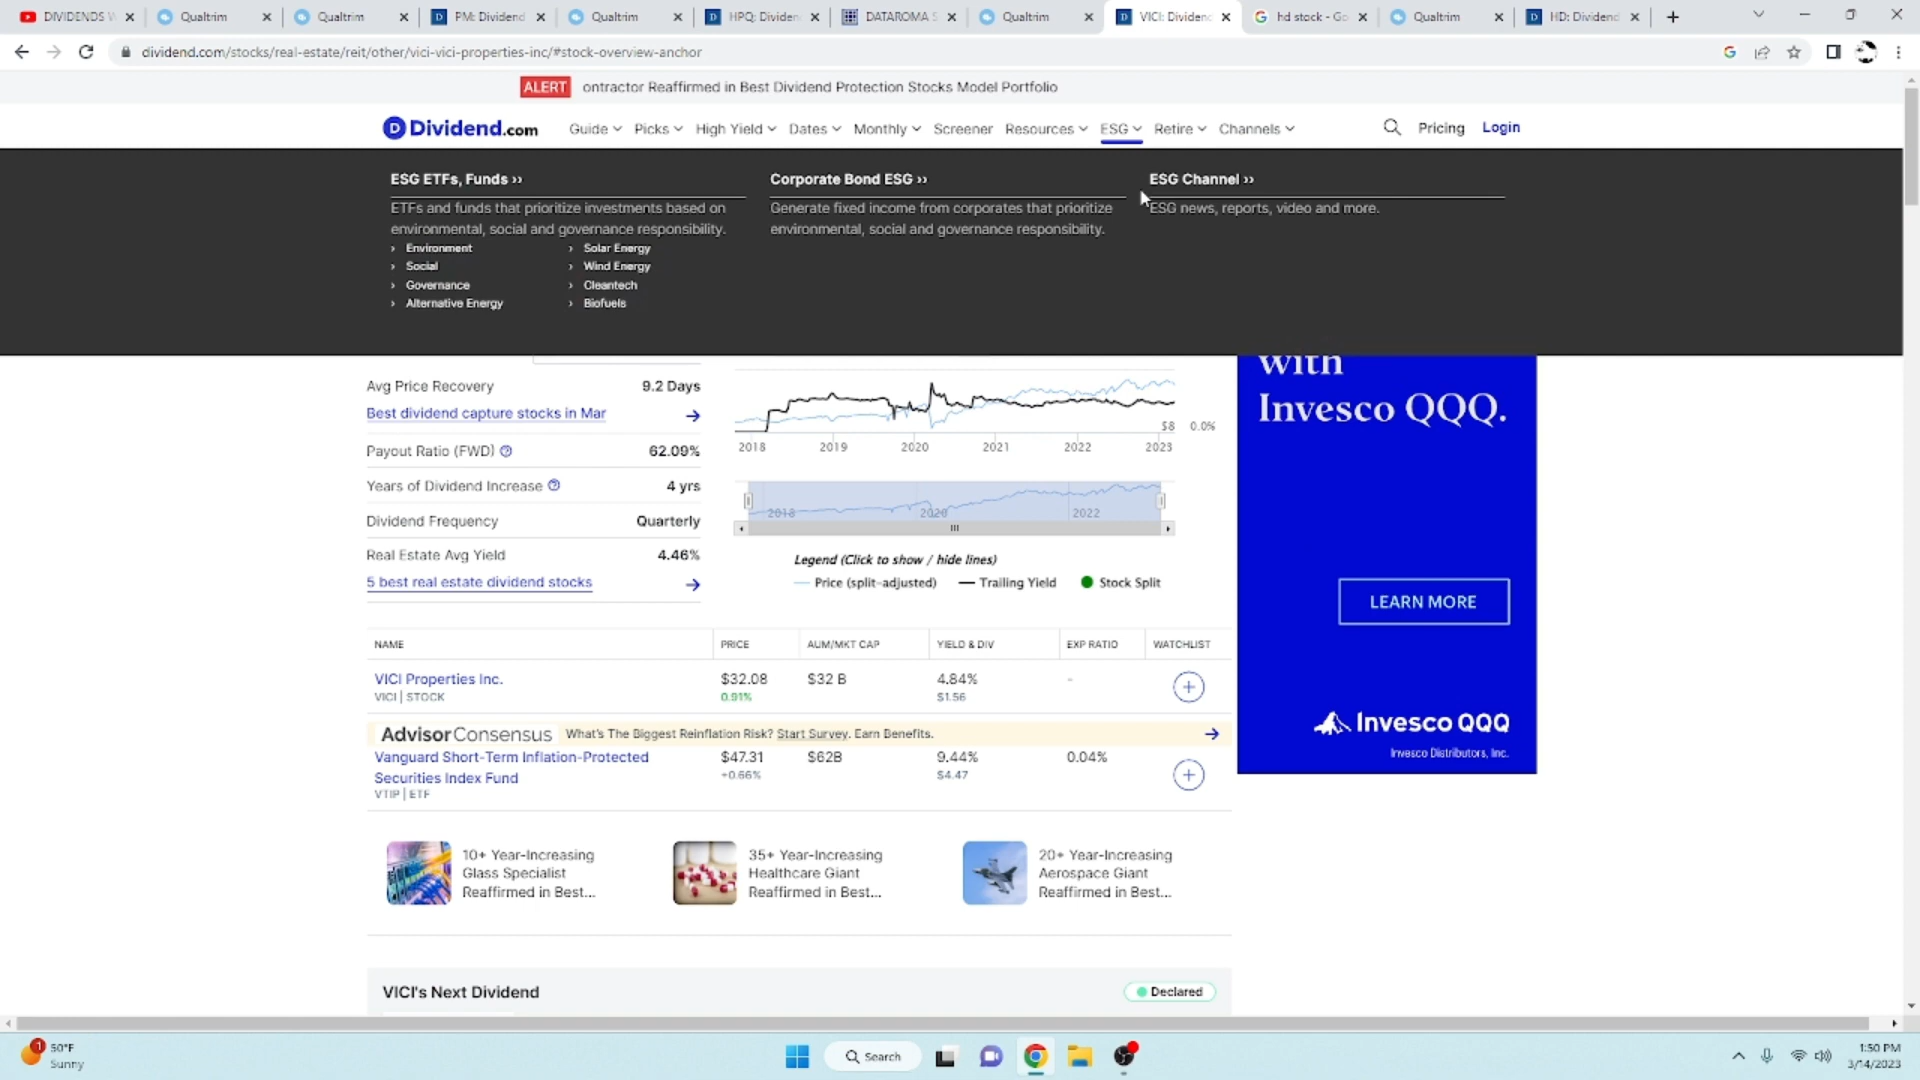 DIVIDENDS W
Qualtrim
Qualtrim
PM: Dividend
Qualtrim
HPQ: Dividen
DATAROMA S
Qualtrim
VICI: Dividend
hd stock - Go
Qualtrim
HD: Dividend
dividend.com/stocks/real-estate/reit/other/vici-vici-properties-inc/#stock-overview-anchor
ALERT ontractor Reaffirmed in Best Dividend Protection Stocks Model Portfolio
Dividend.com Guide Picks High Yield Dates Monthly Screener Resources ESG Retire Channels Pricing Login
ESG ETFs, Funds ››
ETFs and funds that prioritize investments based on
environmental, social and governance responsibility.
› Environment
› Social
› Governance
› Alternative Energy
› Solar Energy
› Wind Energy
› Cleantech
› Biofuels
Corporate Bond ESG ››
Generate fixed income from corporates that prioritize
environmental, social and governance responsibility.
ESG Channel ››
ESG news, reports, video and more.
Avg Price Recovery 9.2 Days
Best dividend capture stocks in Mar
Payout Ratio (FWD) 62.09%
Years of Dividend Increase 4 yrs
Dividend Frequency Quarterly
Real Estate Avg Yield 4.46%
5 best real estate dividend stocks
$8 0.0%
2018 2019 2020 2021 2022 2023
2018 2020 2022
Legend (Click to show / hide lines)
Price (split-adjusted) Trailing Yield Stock Split
with
Invesco QQQ.
LEARN MORE
Invesco QQQ
Invesco Distributors, Inc.
NAME PRICE AUM/MKT CAP YIELD & DIV EXP RATIO WATCHLIST
VICI Properties Inc. $32.08 $32 B 4.84% -
VICI | STOCK 0.91% $1.56
AdvisorConsensus What's The Biggest Reinflation Risk? Start Survey. Earn Benefits.
Vanguard Short-Term Inflation-Protected $47.31 $62B 9.44% 0.04%
Securities Index Fund +0.66% $4.47
VTIP | ETF
10+ Year-Increasing
Glass Specialist
Reaffirmed in Best...
35+ Year-Increasing
Healthcare Giant
Reaffirmed in Best...
20+ Year-Increasing
Aerospace Giant
Reaffirmed in Best...
VICI's Next Dividend Declared
1
50°F
Sunny
Search
1:50 PM
3/14/2023